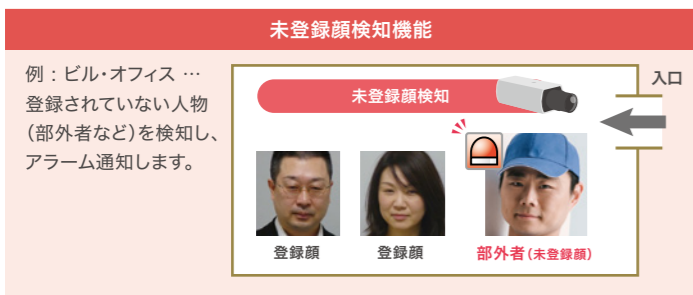 未登録顔検知機能
例：ビル・オフィス …
登録されていない人物
（部外者など）を検知し、
アラーム通知します。
未登録顔検知
入口
登録顔
登録顔
部外者（未登録顔）